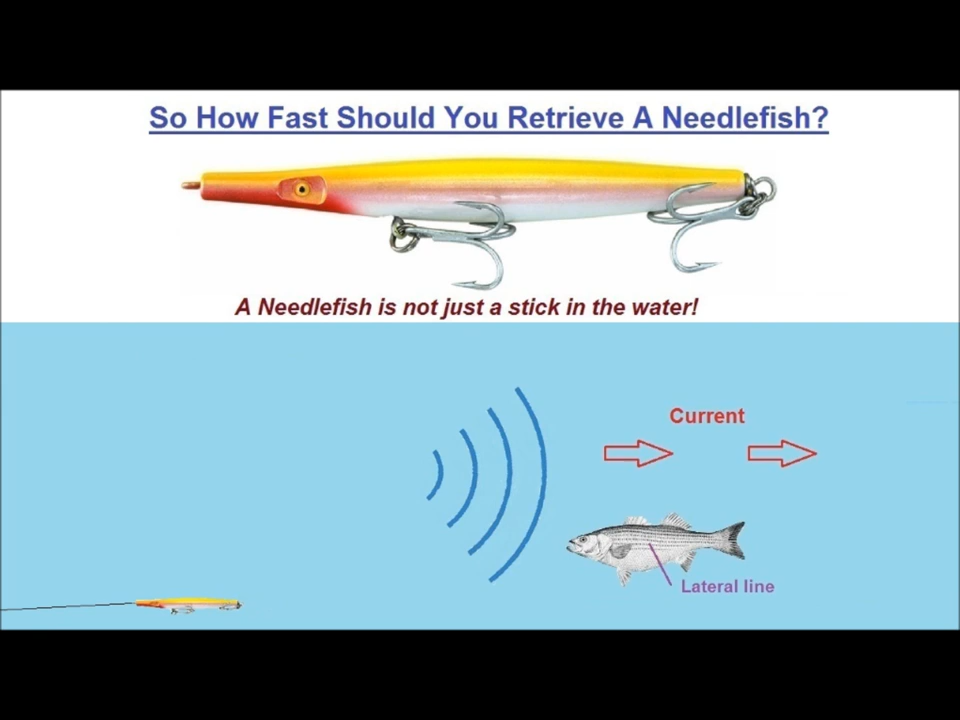 So How Fast Should You Retrieve A Needlefish?
A Needlefish is not just a stick in the water!
Current
Lateral line